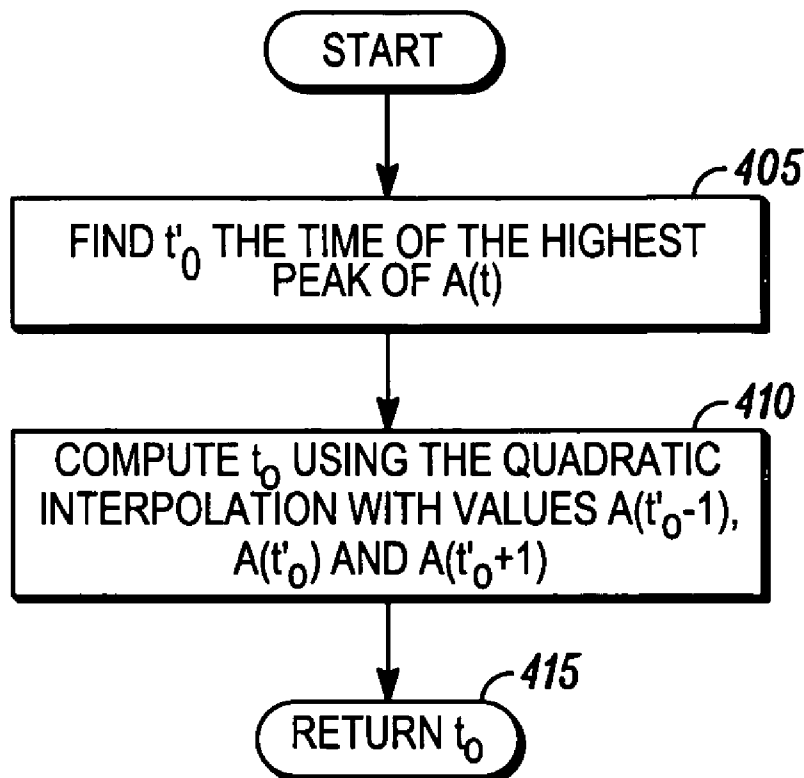 START
405
FIND t'₀ THE TIME OF THE HIGHEST
PEAK OF A(t)
410
COMPUTE t₀ USING THE QUADRATIC
INTERPOLATION WITH VALUES A(t'₀-1),
A(t'₀) AND A(t'₀+1)
415
RETURN t₀